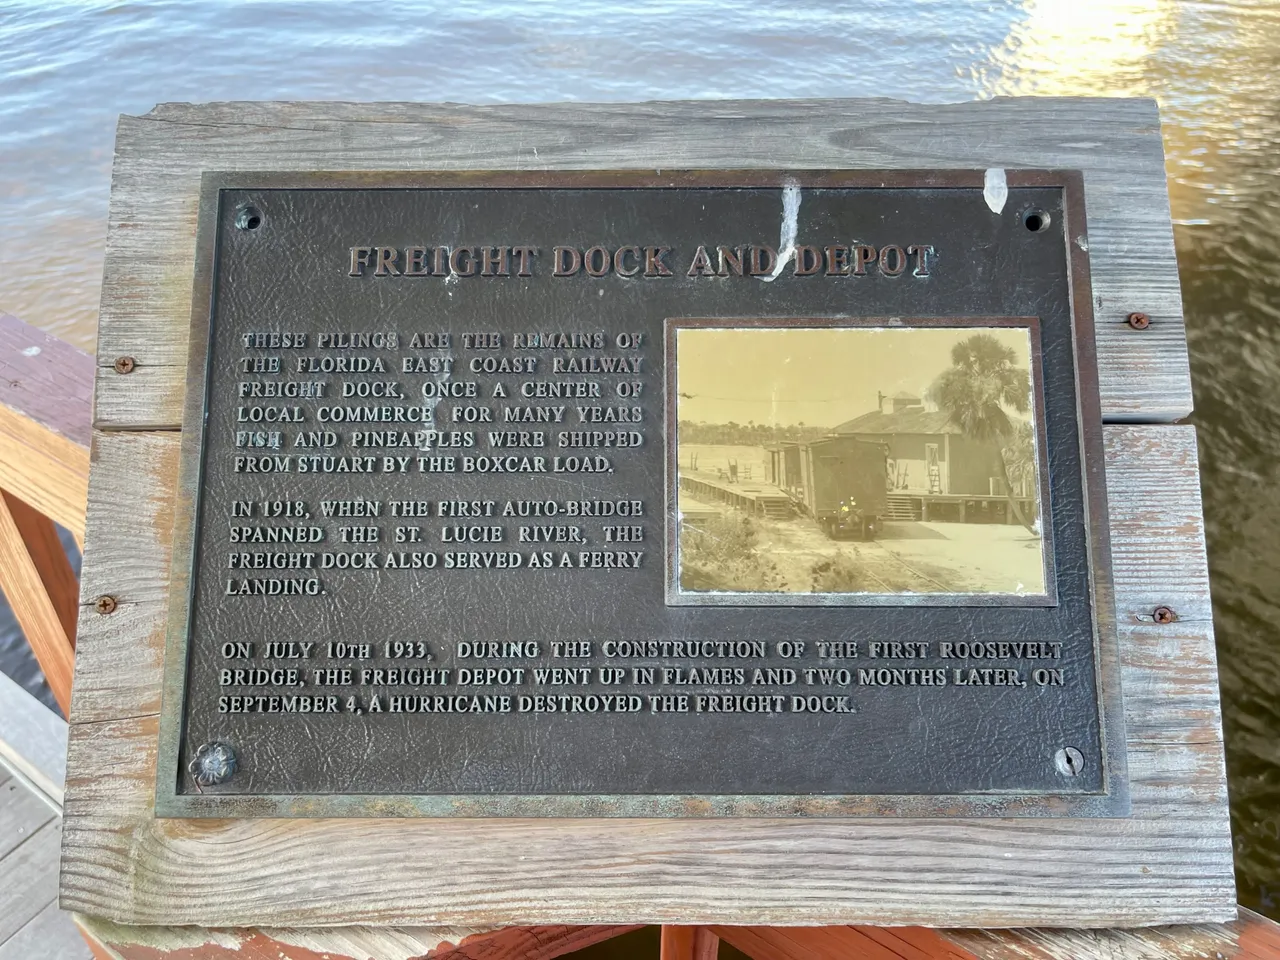 FREIGHT DOCK AND DEPOT
THESE PILINGS ARE THE REMAINS OF
THE FLORIDA EAST COAST RAILWAY
FREIGHT DOCK, ONCE A CENTER OF
LOCAL COMMERCE FOR MANY YEARS
FISH AND PINEAPPLES WERE SHIPPED
FROM STUART BY THE BOXCAR LOAD.
IN 1918, WHEN THE FIRST AUTO-BRIDGE
SPANNED THE ST. LUCIE RIVER, THE
FREIGHT DOCK ALSO SERVED AS A FERRY
LANDING.
ON JULY 10TH 1933, DURING THE CONSTRUCTION OF THE FIRST ROOSEVELT
BRIDGE, THE FREIGHT DEPOT WENT UP IN FLAMES AND TWO MONTHS LATER, ON
SEPTEMBER 4, A HURRICANE DESTROYED THE FREIGHT DOCK.